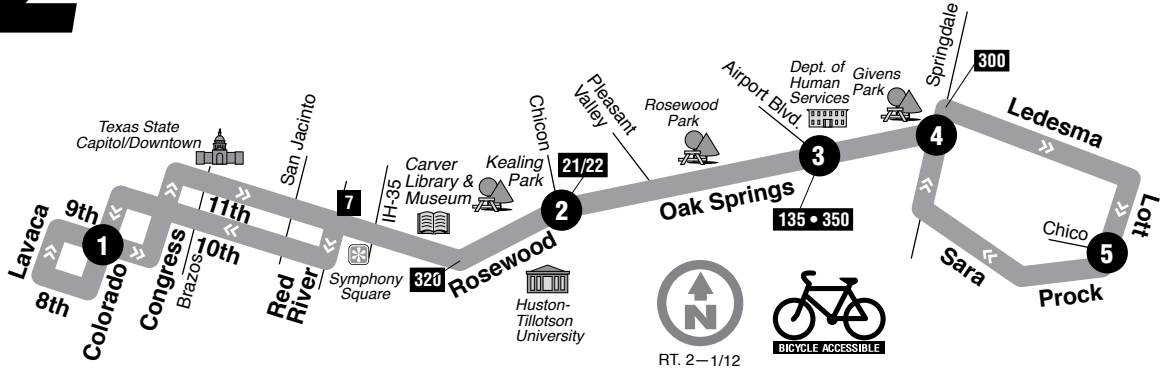 Texas State
Capitol/Downtown
Lavaca
9th
8th
1
Colorado
Congress
Brazos
San Jacinto
11th
10th
Red
River
7
IH-35
Symphony
Square
Carver
Library &
Museum
320
Kealing
Park
Rosewood
Chicon
21/22
2
Huston-
Tillotson
University
Pleasant
Valley
Rosewood
Park
Oak Springs
Airport Blvd.
Dept. of
Human
Services
3
135 • 350
Givens
Park
4
Springdale
300
Ledesma
Lott
Chico
5
Prock
Sara
N
RT. 2—1/12
BICYCLE ACCESSIBLE